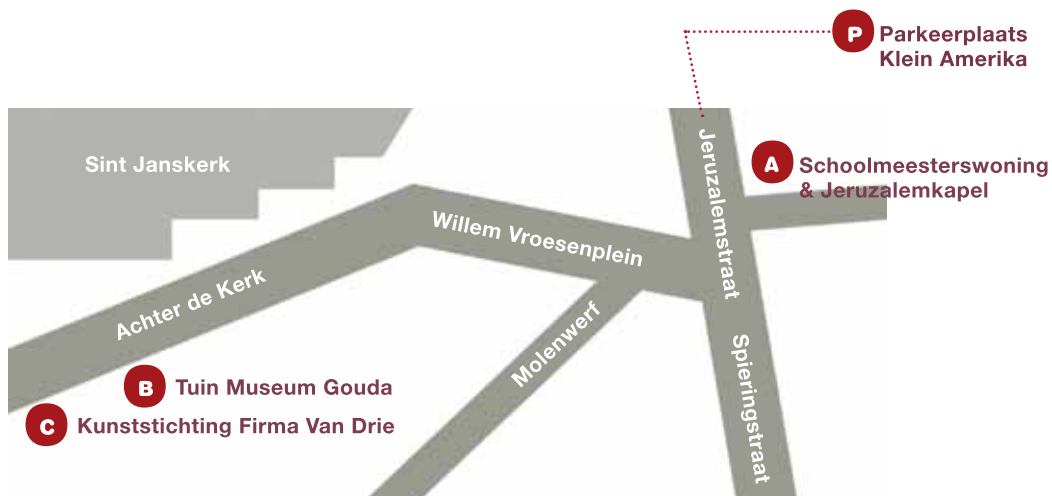 P Parkeerplaats
Klein Amerika
Sint Janskerk
A Schoolmeesterswoning
& Jeruzalemkapel
Jeruzalemstraat
Willem Vroesenplein
Achter de Kerk
Molenwerf
Spieringstraat
B Tuin Museum Gouda
C Kunststichting Firma Van Drie